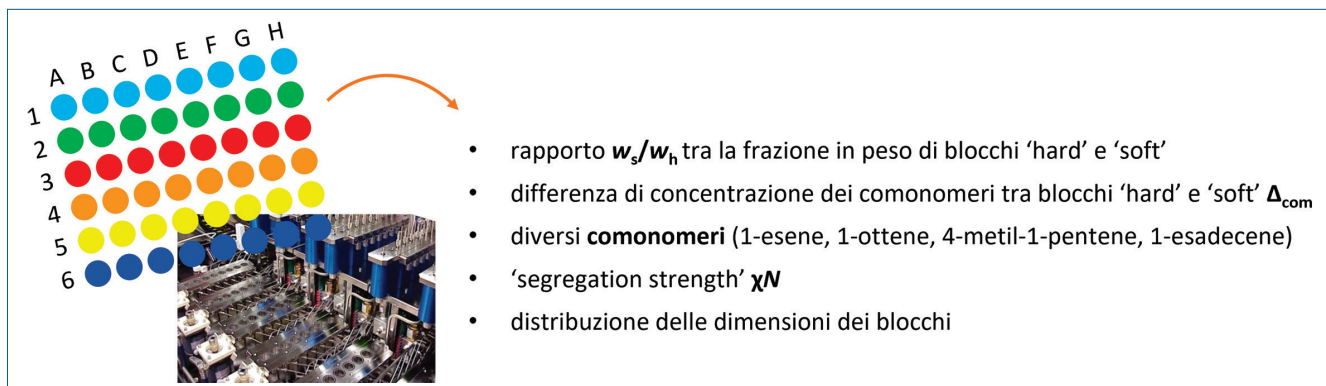 A B C D E F G H
1
2
3
4
5
6
• rapporto wₛ/wₕ tra la frazione in peso di blocchi ‘hard’ e ‘soft’
• differenza di concentrazione dei comonomeri tra blocchi ‘hard’ e ‘soft’ Δcom
• diversi comonomeri (1-esene, 1-ottene, 4-metil-1-pentene, 1-esadecene)
• ‘segregation strength’ χN
• distribuzione delle dimensioni dei blocchi